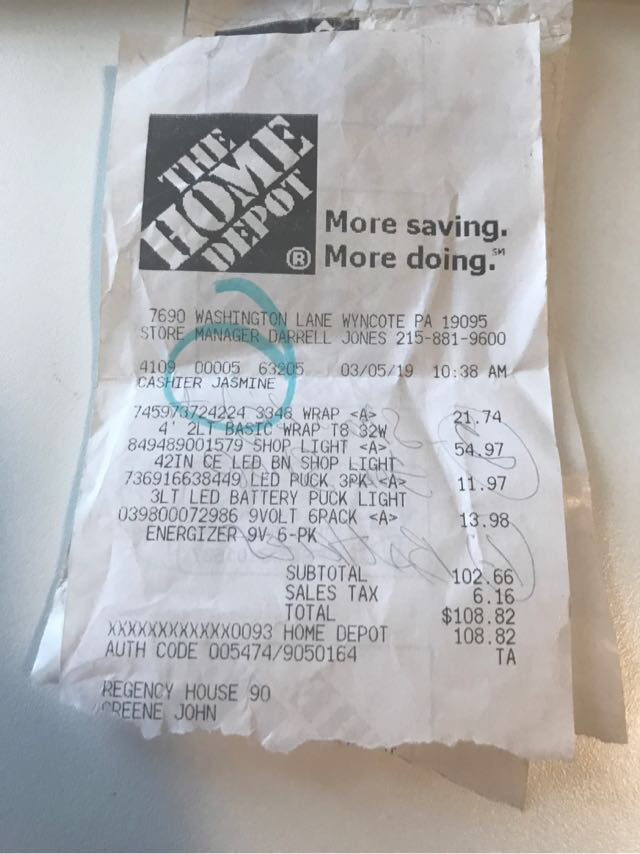 THE
HOME
DEPOT
®
More saving.
More doing.℠
7690 WASHINGTON LANE WYNCOTE PA 19095
STORE MANAGER DARRELL JONES 215-881-9600
4109 00005 63205 03/05/19 10:38 AM
CASHIER JASMINE
745973724224 3348 WRAP <A> 21.74
4' 2LT BASIC WRAP T8 32W
849489001579 SHOP LIGHT <A> 54.97
42IN CE LED BN SHOP LIGHT
736916638449 LED PUCK 3PK <A> 11.97
3LT LED BATTERY PUCK LIGHT
039800072986 9VOLT 6PACK <A> 13.98
ENERGIZER 9V 6-PK
SUBTOTAL 102.66
SALES TAX 6.16
TOTAL $108.82
XXXXXXXXXXXX0093 HOME DEPOT 108.82
AUTH CODE 005474/9050164 TA
REGENCY HOUSE 90
GREENE JOHN